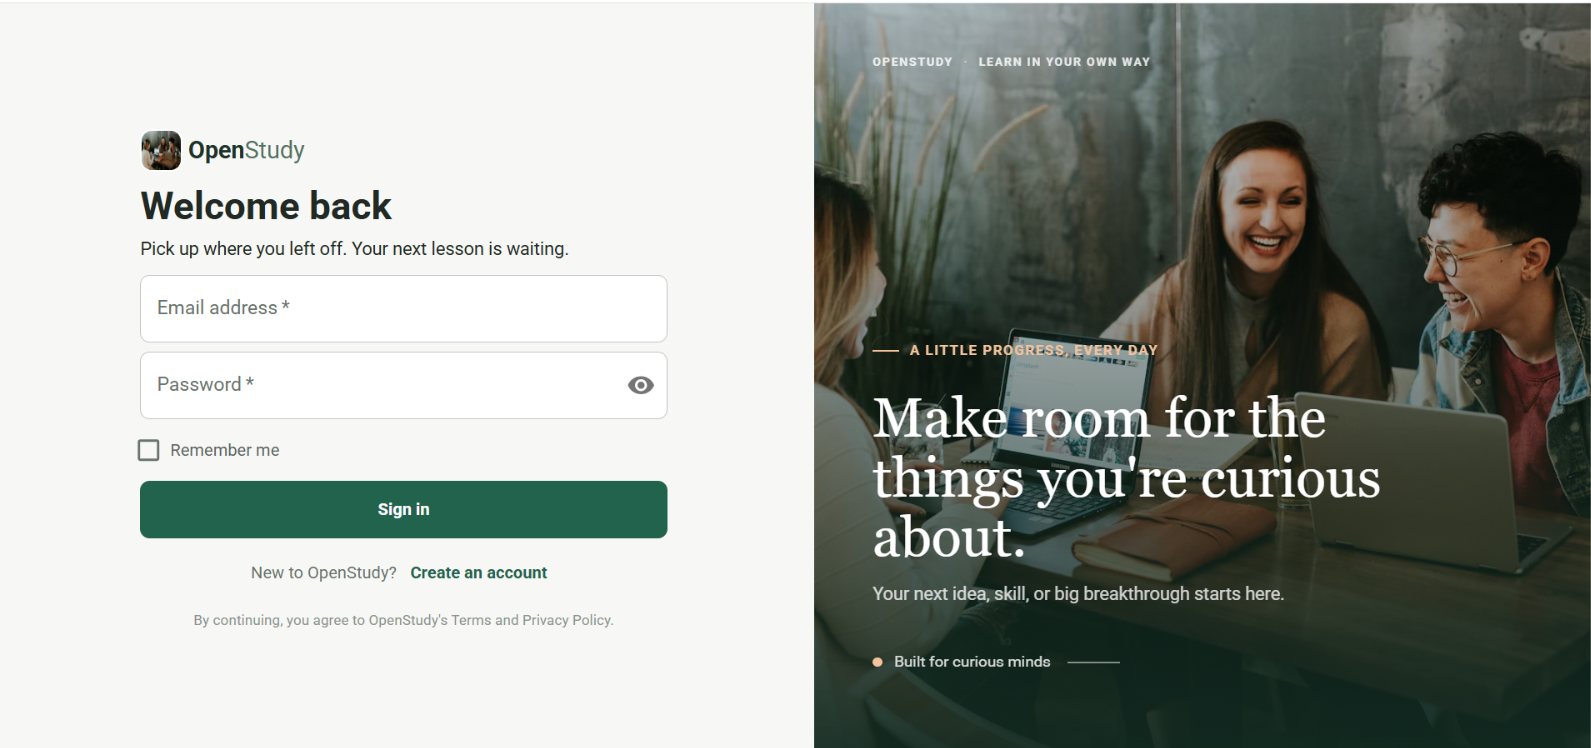 OpenStudy
Welcome back
Pick up where you left off. Your next lesson is waiting.
Email address *
Password *
Remember me
Sign in
New to OpenStudy? Create an account
By continuing, you agree to OpenStudy's Terms and Privacy Policy.
OPENSTUDY · LEARN IN YOUR OWN WAY
A LITTLE PROGRESS, EVERY DAY
Make room for the
things you're curious
about.
Your next idea, skill, or big breakthrough starts here.
Built for curious minds